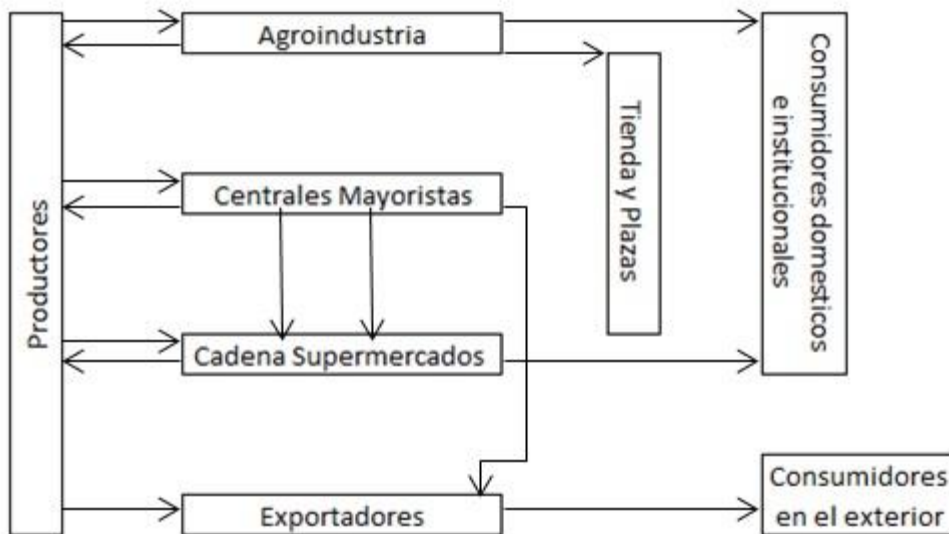 Productores
Agroindustria
Centrales Mayoristas
Cadena Supermercados
Exportadores
Tienda y Plazas
Consumidores domesticos
e institucionales
Consumidores
en el exterior